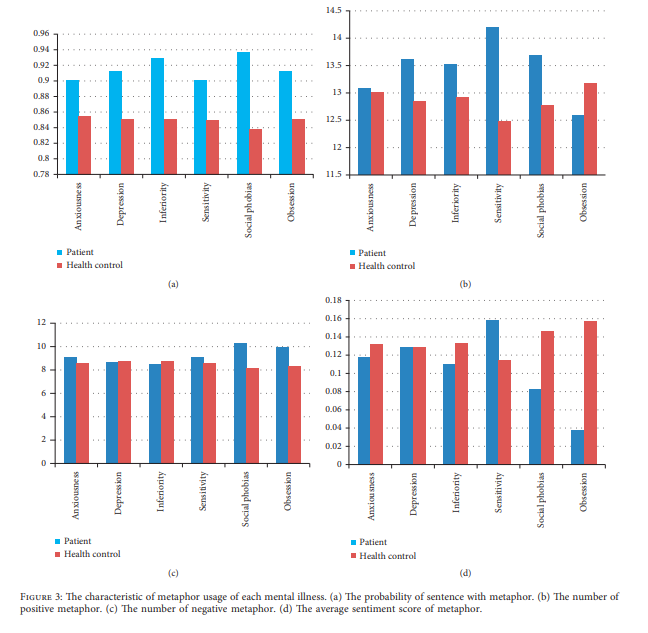 0.96
0.94
0.92
0.9
0.88
0.86
0.84
0.82
0.8
0.78
Anxiousness
Depression
Inferiority
Sensitivity
Social phobias
Obsession
Patient
Health control
(a)
14.5
14
13.5
13
12.5
12
11.5
Anxiousness
Depression
Inferiority
Sensitivity
Social phobias
Obsession
Patient
Health control
(b)
12
10
8
6
4
2
0
Anxiousness
Depression
Inferiority
Sensitivity
Social phobias
Obsession
Patient
Health control
(c)
0.18
0.16
0.14
0.12
0.1
0.08
0.06
0.04
0.02
0
Anxiousness
Depression
Inferiority
Sensitivity
Social phobias
Obsession
Patient
Health control
(d)
FIGURE 3: The characteristic of metaphor usage of each mental illness. (a) The probability of sentence with metaphor. (b) The number of
positive metaphor. (c) The number of negative metaphor. (d) The average sentiment score of metaphor.